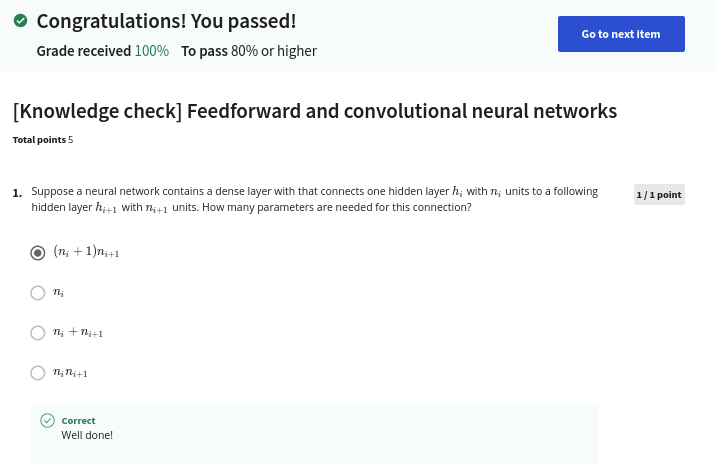 Congratulations! You passed!
Grade received 100% To pass 80% or higher
Go to next item
[Knowledge check] Feedforward and convolutional neural networks
Total points 5
1. Suppose a neural network contains a dense layer with that connects one hidden layer h_i with n_i units to a following
hidden layer h_{i+1} with n_{i+1} units. How many parameters are needed for this connection?
1 / 1 point
(n_i + 1)n_{i+1}
n_i
n_i + n_{i+1}
n_i n_{i+1}
Correct
Well done!